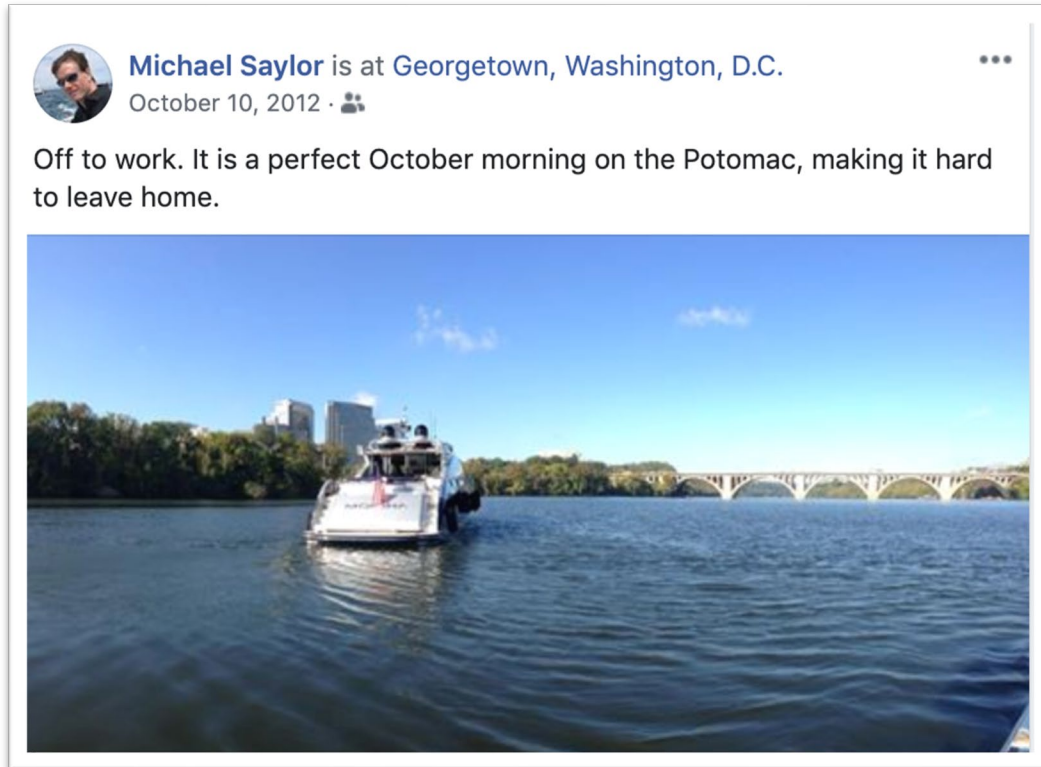 Michael Saylor is at Georgetown, Washington, D.C.
October 10, 2012 ·
Off to work. It is a perfect October morning on the Potomac, making it hard
to leave home.